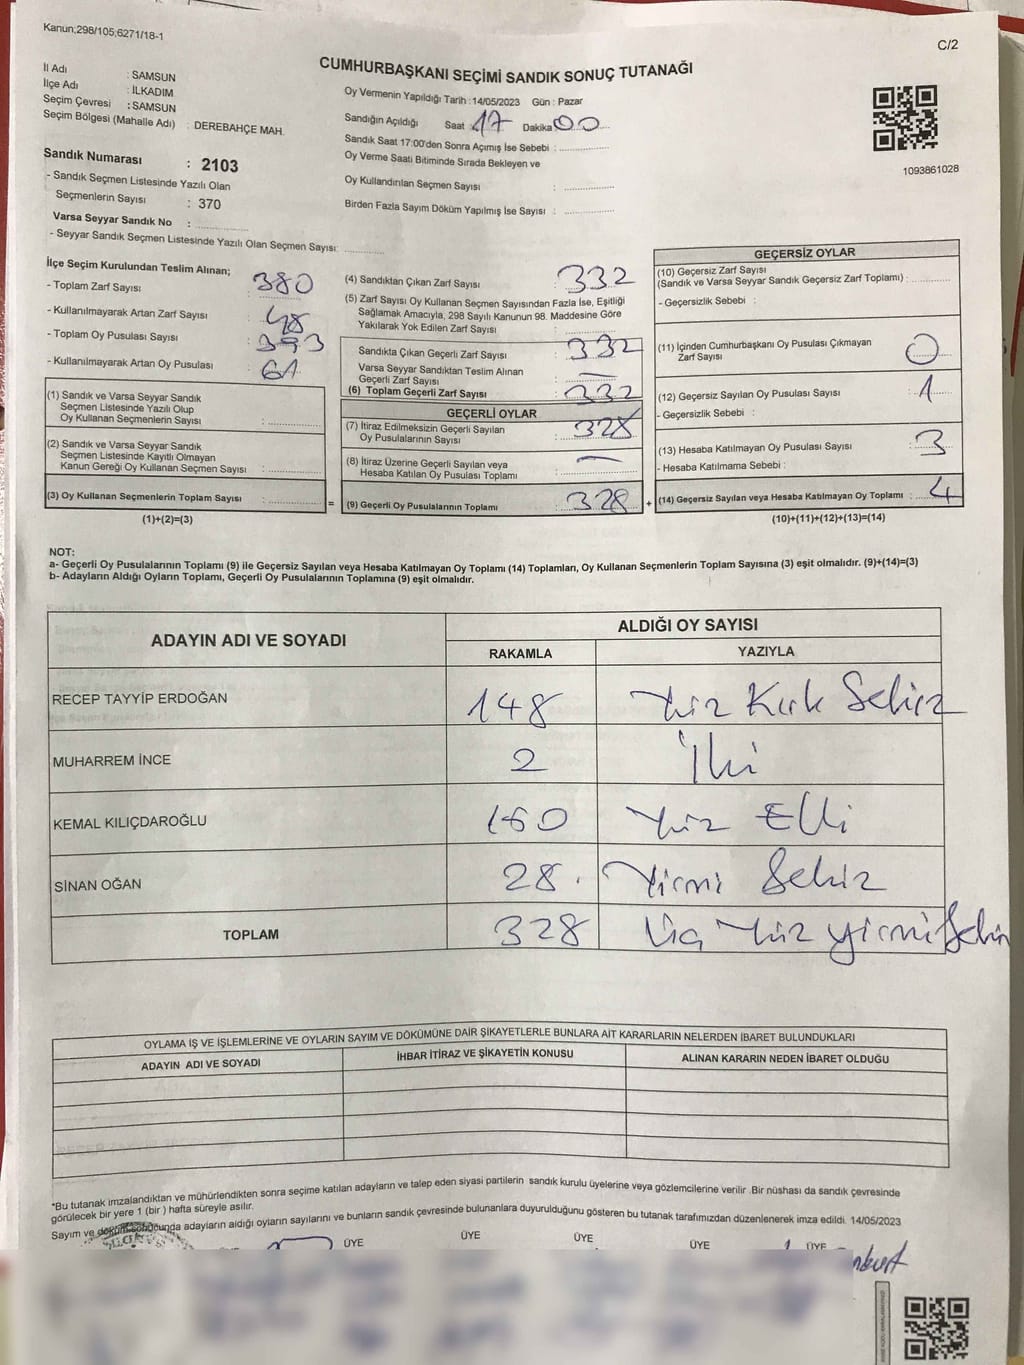 Kanun;298/105;6271/18-1
C/2
CUMHURBAŞKANI SEÇİMİ SANDIK SONUÇ TUTANAĞI
İl Adı : SAMSUN
İlçe Adı : İLKADIM
Seçim Çevresi : SAMSUN
Seçim Bölgesi (Mahalle Adı) : DEREBAHÇE MAH.
Sandık Numarası : 2103
- Sandık Seçmen Listesinde Yazılı Olan
Seçmenlerin Sayısı : 370
Varsa Seyyar Sandık No : ..............
- Seyyar Sandık Seçmen Listesinde Yazılı Olan Seçmen Sayısı: ..............
Oy Vermenin Yapıldığı Tarih : 14/05/2023 Gün : Pazar
Sandığın Açıldığı Saat 17 Dakika 00
Sandık Saat 17:00'den Sonra Açımış İse Sebebi : ..............
Oy Verme Saati Bitiminde Sırada Bekleyen ve
Oy Kullandırılan Seçmen Sayısı : ..............
Birden Fazla Sayım Döküm Yapılmış İse Sayısı : ..............
1093861028
İlçe Seçim Kurulundan Teslim Alınan;
- Toplam Zarf Sayısı : 380
- Kullanılmayarak Artan Zarf Sayısı : 48
- Toplam Oy Pusulası Sayısı : 393
- Kullanılmayarak Artan Oy Pusulası : 61
(1) Sandık ve Varsa Seyyar Sandık
Seçmen Listesinde Yazılı Olup
Oy Kullanan Seçmenlerin Sayısı : ..............
(2) Sandık ve Varsa Seyyar Sandık
Seçmen Listesinde Kayıtlı Olmayan
Kanun Gereği Oy Kullanan Seçmen Sayısı : ..............
(3) Oy Kullanan Seçmenlerin Toplam Sayısı : .............. =
(1)+(2)=(3)
(4) Sandıktan Çıkan Zarf Sayısı : 332
(5) Zarf Sayısı Oy Kullanan Seçmen Sayısından Fazla İse, Eşitliği
Sağlamak Amacıyla, 298 Sayılı Kanunun 98. Maddesine Göre
Yakılarak Yok Edilen Zarf Sayısı : ..............
Sandıkta Çıkan Geçerli Zarf Sayısı : 332
Varsa Seyyar Sandıktan Teslim Alınan
Geçerli Zarf Sayısı : —
(6) Toplam Geçerli Zarf Sayısı : 332
GEÇERLİ OYLAR
(7) İtiraz Edilmeksizin Geçerli Sayılan
Oy Pusulalarının Sayısı : 328
(8) İtiraz Üzerine Geçerli Sayılan veya
Hesaba Katılan Oy Pusulası Toplamı : —
(9) Geçerli Oy Pusulalarının Toplamı : 328 +
GEÇERSİZ OYLAR
(10) Geçersiz Zarf Sayısı
(Sandık ve Varsa Seyyar Sandık Geçersiz Zarf Toplamı) : ..............
- Geçersizlik Sebebi :
(11) İçinden Cumhurbaşkanı Oy Pusulası Çıkmayan
Zarf Sayısı : 0
(12) Geçersiz Sayılan Oy Pusulası Sayısı : 1
- Geçersizlik Sebebi :
(13) Hesaba Katılmayan Oy Pusulası Sayısı : 3
- Hesaba Katılmama Sebebi :
(14) Geçersiz Sayılan veya Hesaba Katılmayan Oy Toplamı : 4
(10)+(11)+(12)+(13)=(14)
NOT:
a- Geçerli Oy Pusulalarının Toplamı (9) ile Geçersiz Sayılan veya Hesaba Katılmayan Oy Toplamı (14) Toplamları, Oy Kullanan Seçmenlerin Toplam Sayısına (3) eşit olmalıdır. (9)+(14)=(3)
b- Adayların Aldığı Oyların Toplamı, Geçerli Oy Pusulalarının Toplamına (9) eşit olmalıdır.
ADAYIN ADI VE SOYADI
ALDIĞI OY SAYISI
RAKAMLA YAZIYLA
RECEP TAYYİP ERDOĞAN 148 Yüz Kırk Sekiz
MUHARREM İNCE 2 İki
KEMAL KILIÇDAROĞLU 150 Yüz Elli
SİNAN OĞAN 28. Yirmi Sekiz
TOPLAM 328 Üç Yüz yirmi Sekiz
OYLAMA İŞ VE İŞLEMLERİNE VE OYLARIN SAYIM VE DÖKÜMÜNE DAİR ŞİKAYETLERLE BUNLARA AİT KARARLARIN NELERDEN İBARET BULUNDUKLARI
ADAYIN ADI VE SOYADI İHBAR İTİRAZ VE ŞİKAYETİN KONUSU ALINAN KARARIN NEDEN İBARET OLDUĞU
*Bu tutanak imzalandıktan ve mühürlendikten sonra seçime katılan adayların ve talep eden siyasi partilerin sandık kurulu üyelerine veya gözlemcilerine verilir .Bir nüshası da sandık çevresinde
görülecek bir yere 1 (bir ) hafta süreyle asılır.
Sayım ve döküm sonucunda adayların aldığı oyların sayılarını ve bunların sandık çevresinde bulunanlara duyurulduğunu gösteren bu tutanak tarafımızdan düzenlenerek imza edildi. 14/05/2023
ÜYE ÜYE ÜYE ÜYE ÜYE